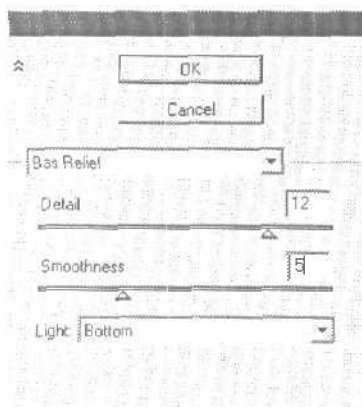 OK
Cancel
Bas Relief
Detail 12
Smoothness 5
Light: Bottom